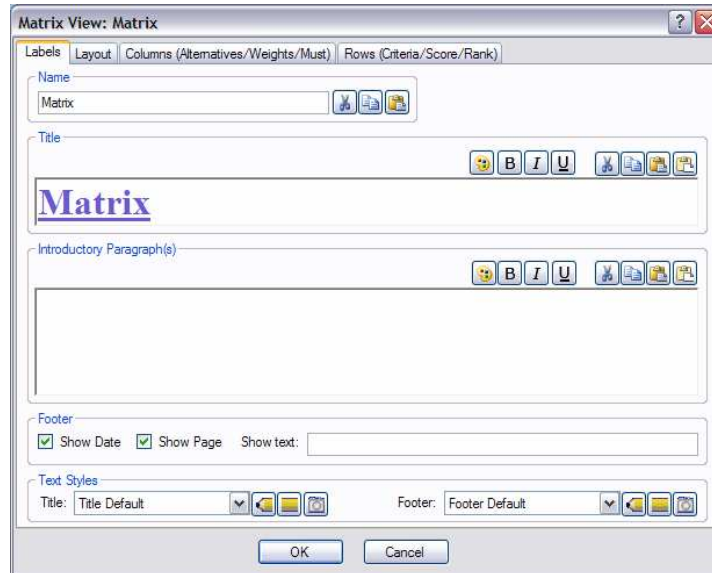 Matrix View: Matrix
?
Labels Layout Columns (Alternatives/Weights/Must) Rows (Criteria/Score/Rank)
Name
Matrix
Title
B I U
Matrix
Introductory Paragraph(s)
B I U
Footer
Show Date Show Page Show text:
Text Styles
Title: Title Default Footer: Footer Default
OK Cancel